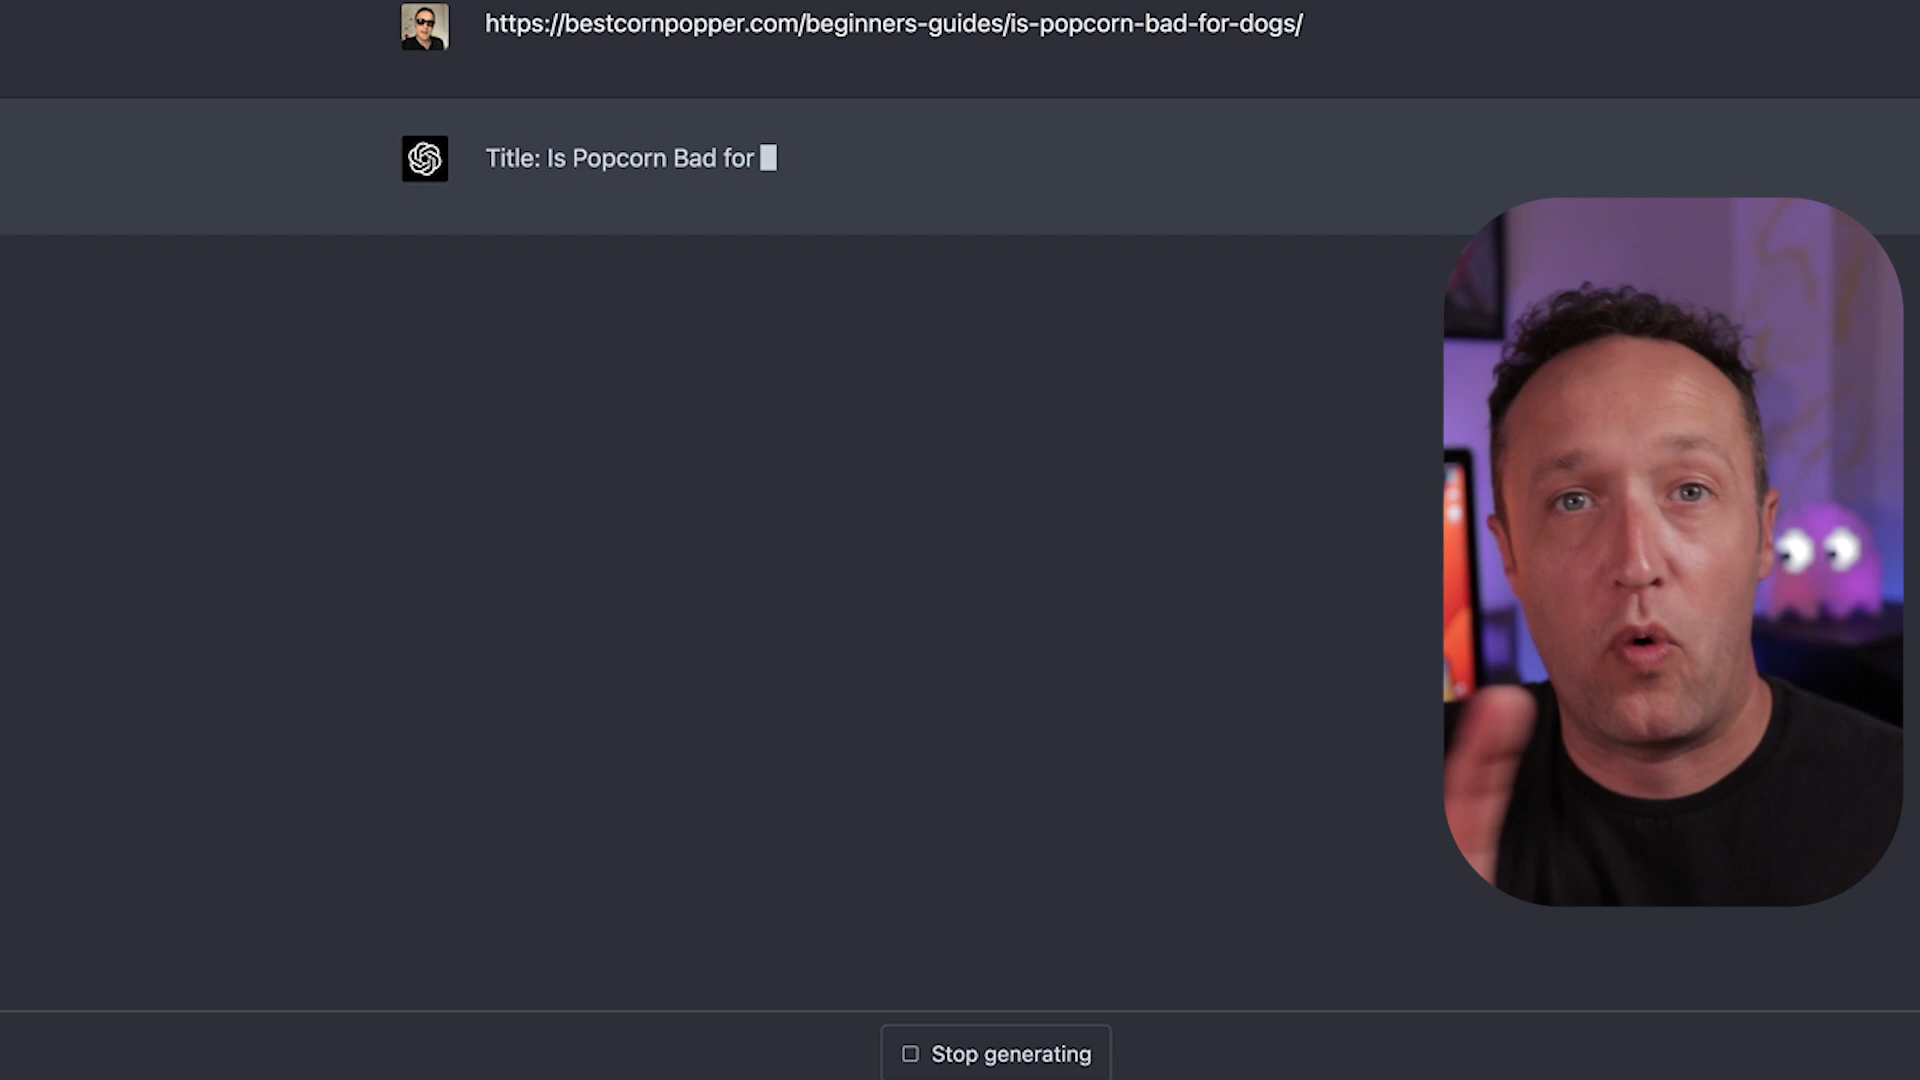 https://bestcornpopper.com/beginners-guides/is-popcorn-bad-for-dogs/
Title: Is Popcorn Bad for
Stop generating